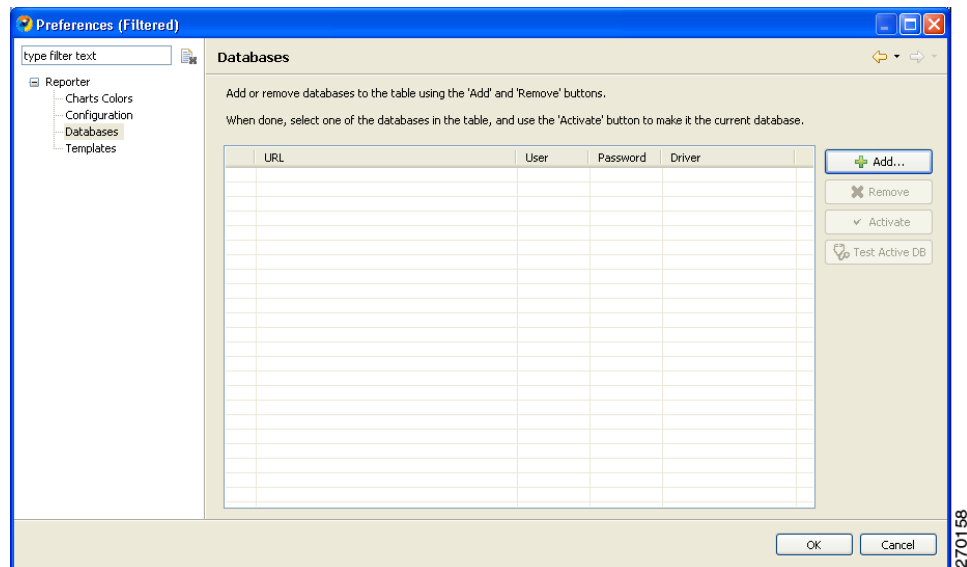 Preferences (Filtered)
type filter text
Databases
Reporter
Charts Colors
Configuration
Databases
Templates
Add or remove databases to the table using the 'Add' and 'Remove' buttons.
When done, select one of the databases in the table, and use the 'Activate' button to make it the current database.
URL User Password Driver
Add...
Remove
Activate
Test Active DB
OK Cancel
270158